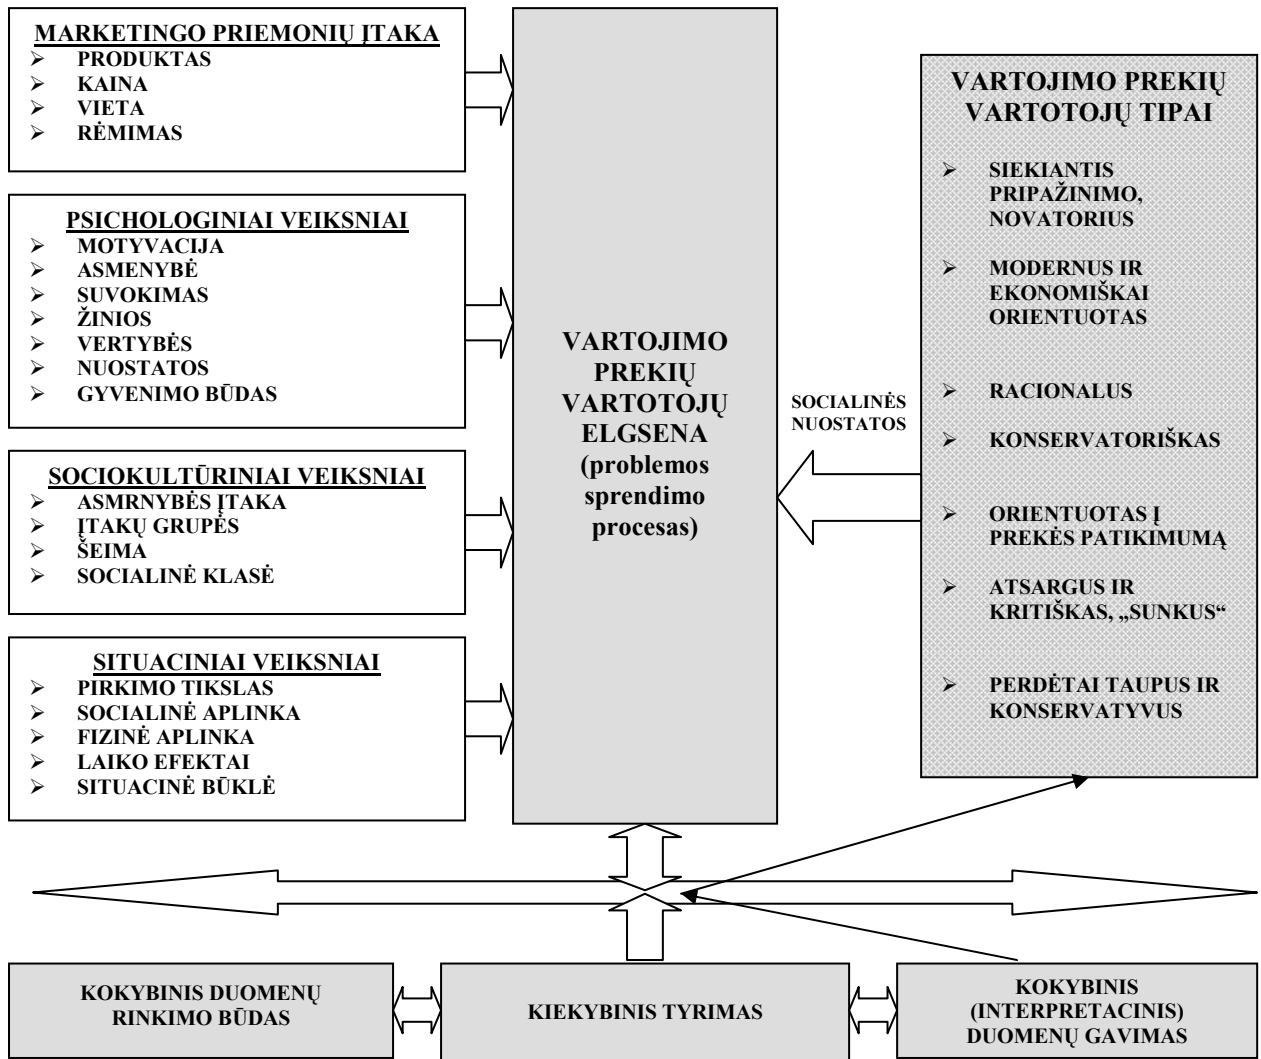 MARKETINGO PRIEMONIŲ ĮTAKA
➢ PRODUKTAS
➢ KAINA
➢ VIETA
➢ RĖMIMAS
PSICHOLOGINIAI VEIKSNIAI
➢ MOTYVACIJA
➢ ASMENYBĖ
➢ SUVOKIMAS
➢ ŽINIOS
➢ VERTYBĖS
➢ NUOSTATOS
➢ GYVENIMO BŪDAS
SOCIOKULTŪRINIAI VEIKSNIAI
➢ ASMRNYBĖS ĮTAKA
➢ ĮTAKŲ GRUPĖS
➢ ŠEIMA
➢ SOCIALINĖ KLASĖ
SITUACINIAI VEIKSNIAI
➢ PIRKIMO TIKSLAS
➢ SOCIALINĖ APLINKA
➢ FIZINĖ APLINKA
➢ LAIKO EFEKTAI
➢ SITUACINĖ BŪKLĖ
VARTOJIMO
PREKIŲ
VARTOTOJŲ
ELGSENA
(problemos
sprendimo
procesas)
SOCIALINĖS
NUOSTATOS
VARTOJIMO PREKIŲ
VARTOTOJŲ TIPAI
➢ SIEKIANTIS
PRIPAŽINIMO,
NOVATORIUS
➢ MODERNUS IR
EKONOMIŠKAI
ORIENTUOTAS
➢ RACIONALUS
➢ KONSERVATORIŠKAS
➢ ORIENTUOTAS Į
PREKĖS PATIKIMUMĄ
➢ ATSARGUS IR
KRITIŠKAS, „SUNKUS“
➢ PERDĖTAI TAUPUS IR
KONSERVATYVUS
KOKYBINIS DUOMENŲ
RINKIMO BŪDAS
KIEKYBINIS TYRIMAS
KOKYBINIS
(INTERPRETACINIS)
DUOMENŲ GAVIMAS